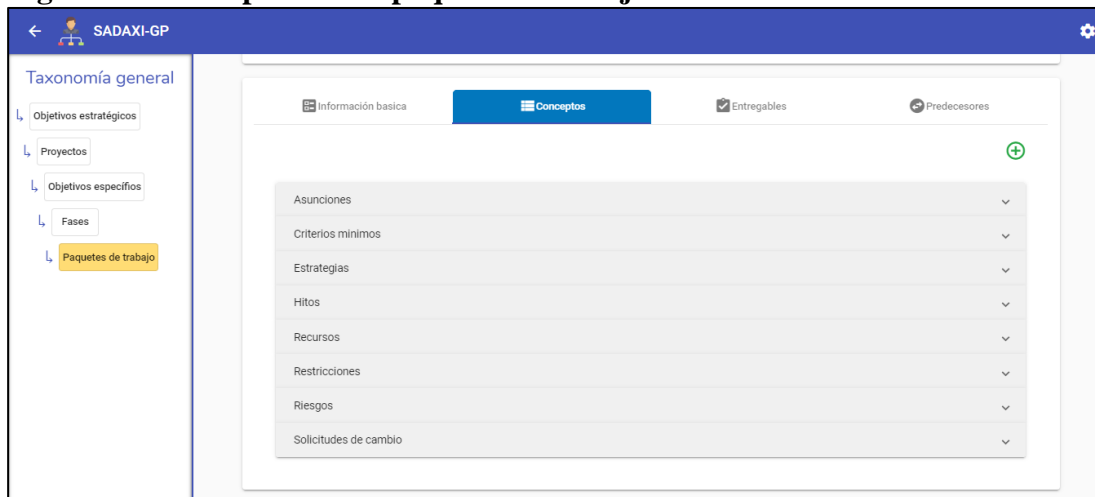 SADAXI-GP
Taxonomía general
Objetivos estratégicos
Proyectos
Objetivos específios
Fases
Paquetes de trabajo
Información basica
Conceptos
Entregables
Predecesores
Asunciones
Criterios minimos
Estrategias
Hitos
Recursos
Restricciones
Riesgos
Solicitudes de cambio